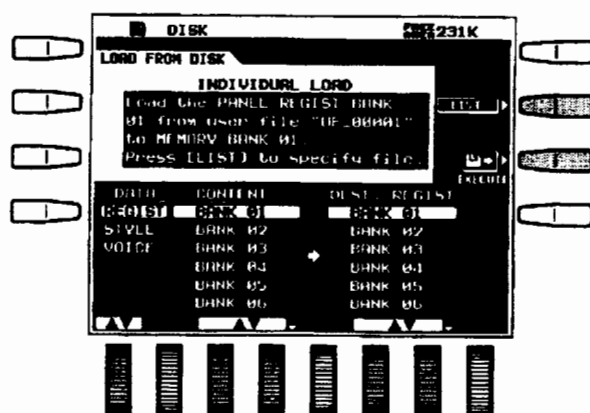 DISK 231K
LOAD FROM DISK
INDIVIDUAL LOAD
Load the PANEL REGIST BANK
01 from user file "UF_00001"
to MEMORY BANK 01.
Press [LIST] to specify file.
LIST
EXECUTE
DATA CONTENT DEST. REGIST
REGIST BANK 01 BANK 01
STYLE BANK 02 BANK 02
VOICE BANK 03 BANK 03
BANK 04 BANK 04
BANK 05 BANK 05
BANK 06 BANK 06